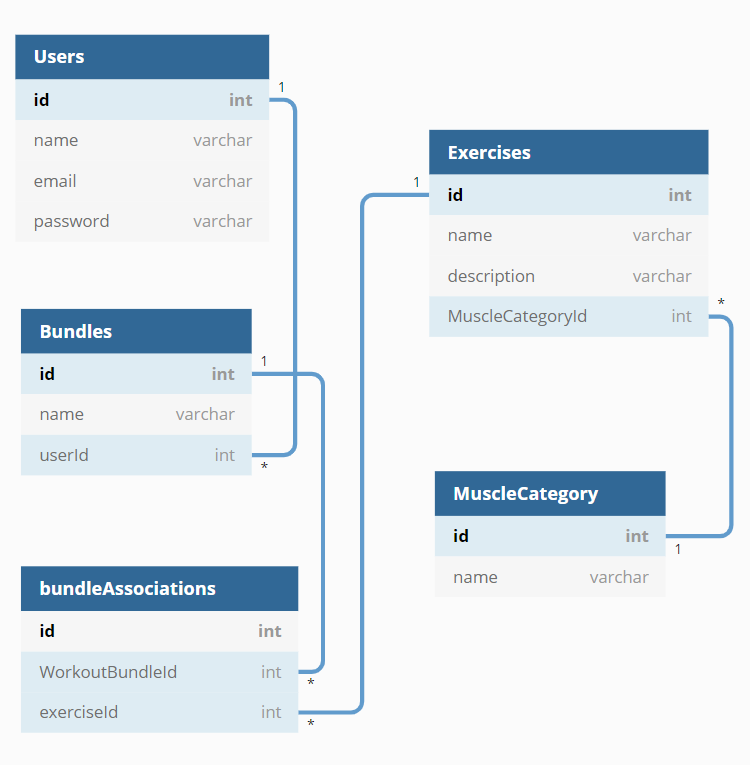 Users
id int
name varchar
email varchar
password varchar
1
Bundles
id int
name varchar
userId int
1
*
bundleAssociations
id int
WorkoutBundleId int
exerciseId int
*
*
Exercises
id int
name varchar
description varchar
MuscleCategoryId int
1
*
MuscleCategory
id int
name varchar
1